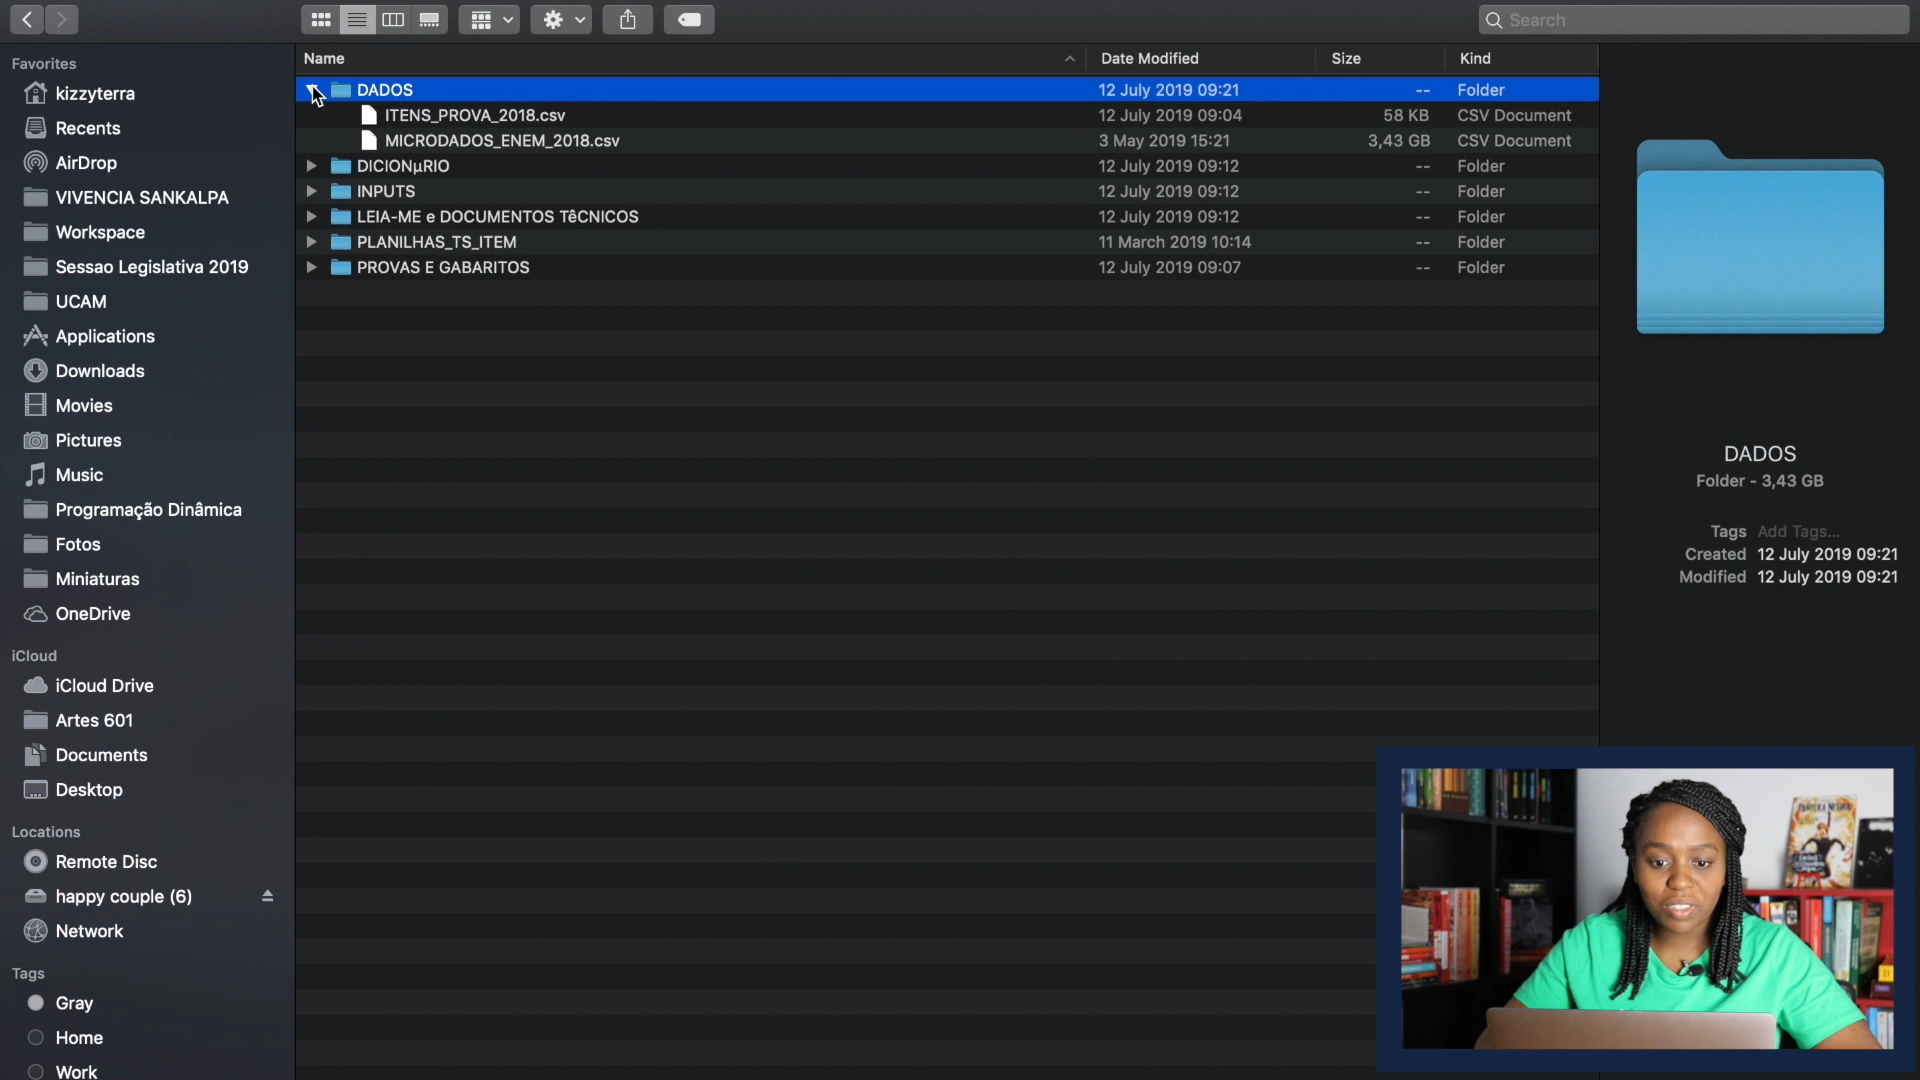 Search
Favorites
kizzyterra
Recents
AirDrop
VIVENCIA SANKALPA
Workspace
Sessao Legislativa 2019
UCAM
Applications
Downloads
Movies
Pictures
Music
Programação Dinâmica
Fotos
Miniaturas
OneDrive
iCloud
iCloud Drive
Artes 601
Documents
Desktop
Locations
Remote Disc
happy couple (6)
Network
Tags
Gray
Home
Work
Name Date Modified Size Kind
DADOS 12 July 2019 09:21 -- Folder
ITENS_PROVA_2018.csv 12 July 2019 09:04 58 KB CSV Document
MICRODADOS_ENEM_2018.csv 3 May 2019 15:21 3,43 GB CSV Document
DICIONµRIO 12 July 2019 09:12 -- Folder
INPUTS 12 July 2019 09:12 -- Folder
LEIA-ME e DOCUMENTOS TêCNICOS 12 July 2019 09:12 -- Folder
PLANILHAS_TS_ITEM 11 March 2019 10:14 -- Folder
PROVAS E GABARITOS 12 July 2019 09:07 -- Folder
DADOS
Folder - 3,43 GB
Tags Add Tags...
Created 12 July 2019 09:21
Modified 12 July 2019 09:21